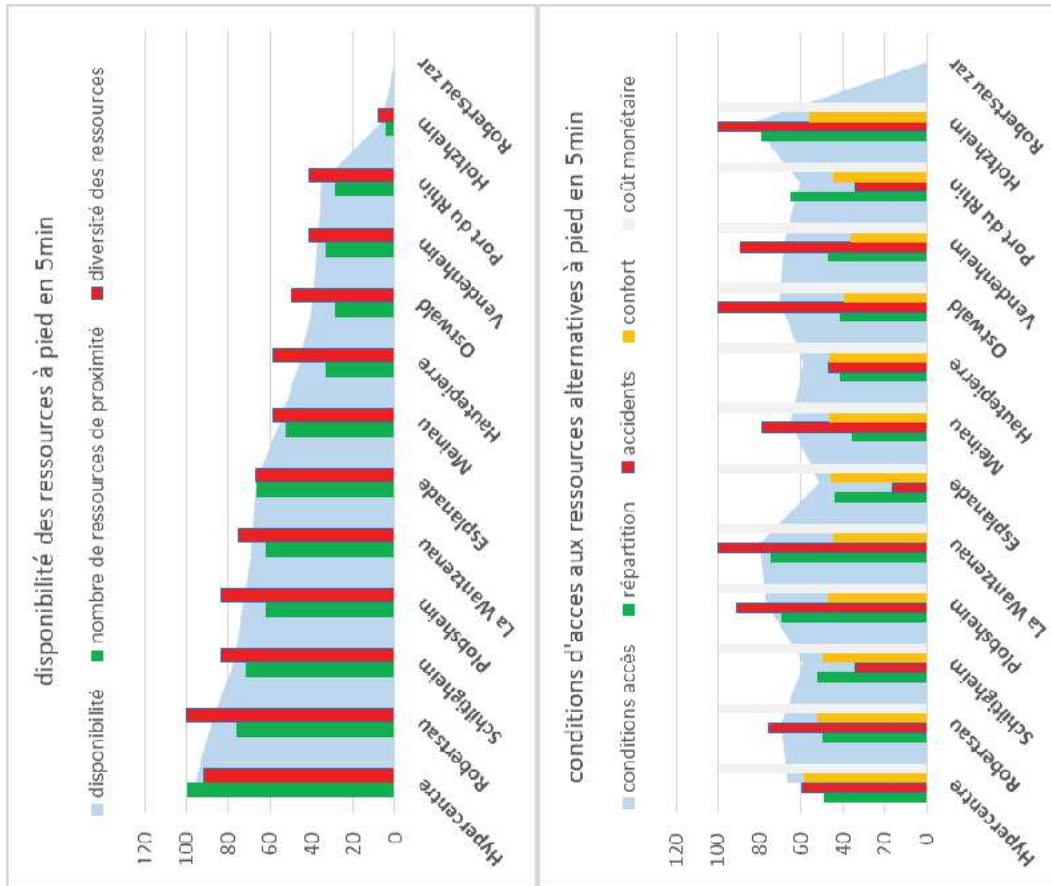 disponibilité des ressources à pied en 5min
disponibilité nombre de ressources de proximité diversité des ressources
120
100
80
60
40
20
0
Hypercentre
Robertsau
Schiltigheim
Plobsheim
La Wantzenau
Esplanade
Meinau
Hautepierre
Ostwald
Vendenheim
Port du Rhin
Holtzheim
Robertsau zar
conditions d'acces aux ressources alternatives à pied en 5min
conditions accès répartition accidents confort coût monétaire
120
100
80
60
40
20
0
Hypercentre
Robertsau
Schiltigheim
Plobsheim
La Wantzenau
Esplanade
Meinau
Hautepierre
Ostwald
Vendenheim
Port du Rhin
Holtzheim
Robertsau zar